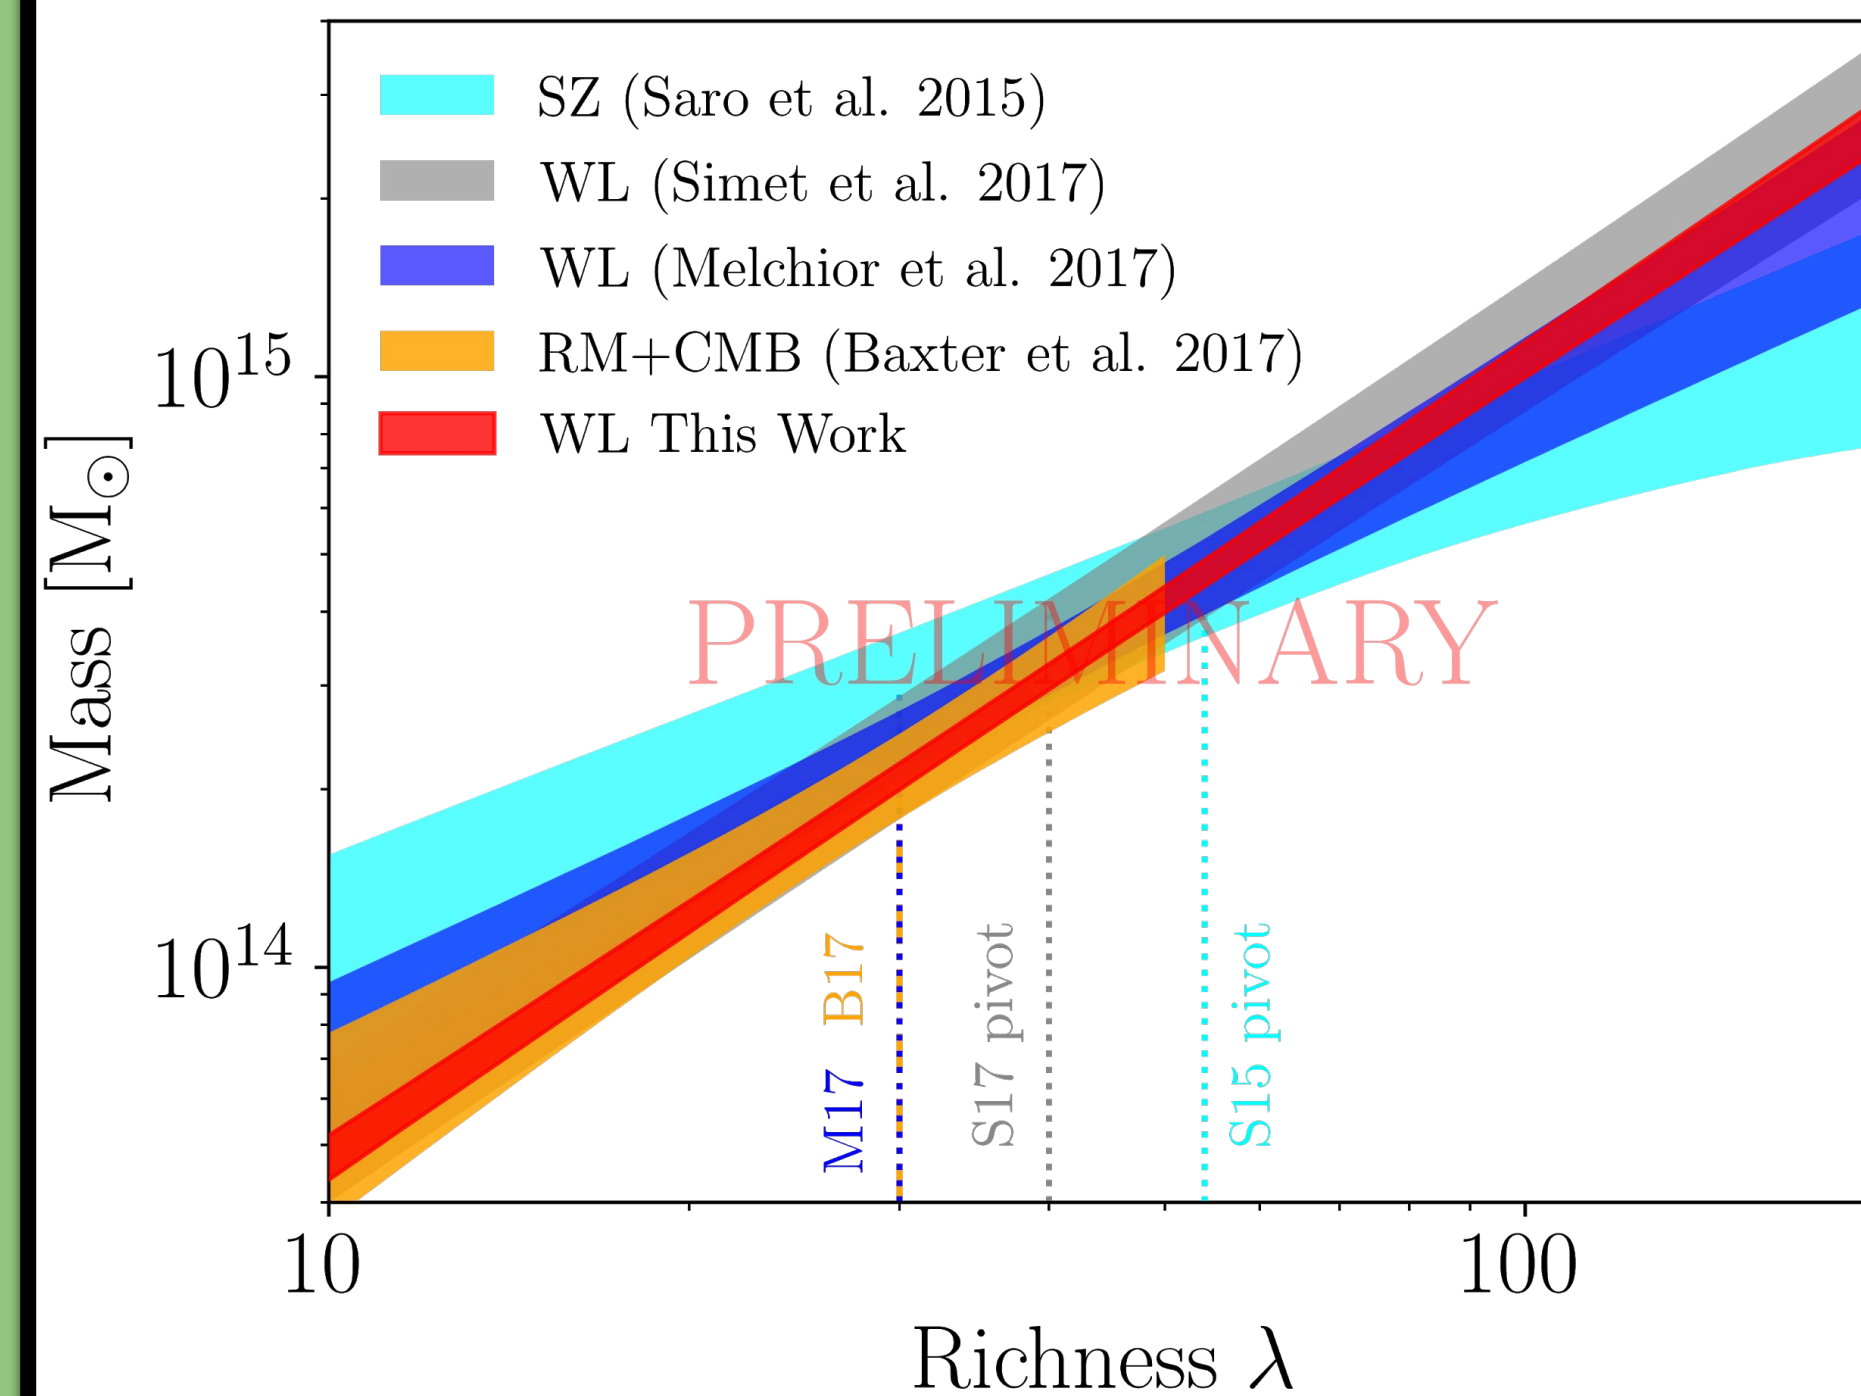 SZ (Saro et al. 2015)
WL (Simet et al. 2017)
WL (Melchior et al. 2017)
RM+CMB (Baxter et al. 2017)
WL This Work
10^15
10^14
Mass [M⊙]
PRELIMINARY
M17 B17
S17 pivot
S15 pivot
10
100
Richness λ